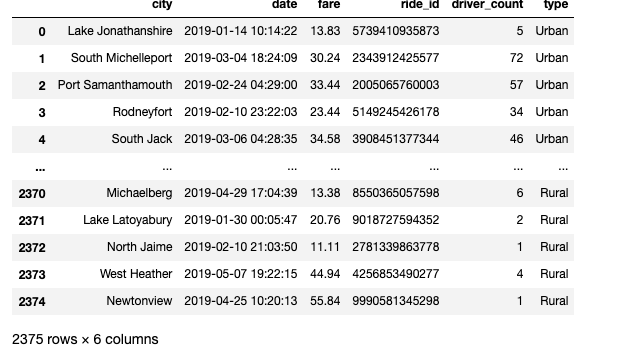 city date fare ride_id driver_count type
0 Lake Jonathanshire 2019-01-14 10:14:22 13.83 5739410935873 5 Urban
1 South Michelleport 2019-03-04 18:24:09 30.24 2343912425577 72 Urban
2 Port Samanthamouth 2019-02-24 04:29:00 33.44 2005065760003 57 Urban
3 Rodneyfort 2019-02-10 23:22:03 23.44 5149245426178 34 Urban
4 South Jack 2019-03-06 04:28:35 34.58 3908451377344 46 Urban
... ... ... ... ... ... ...
2370 Michaelberg 2019-04-29 17:04:39 13.38 8550365057598 6 Rural
2371 Lake Latoyabury 2019-01-30 00:05:47 20.76 9018727594352 2 Rural
2372 North Jaime 2019-02-10 21:03:50 11.11 2781339863778 1 Rural
2373 West Heather 2019-05-07 19:22:15 44.94 4256853490277 4 Rural
2374 Newtonview 2019-04-25 10:20:13 55.84 9990581345298 1 Rural
2375 rows × 6 columns